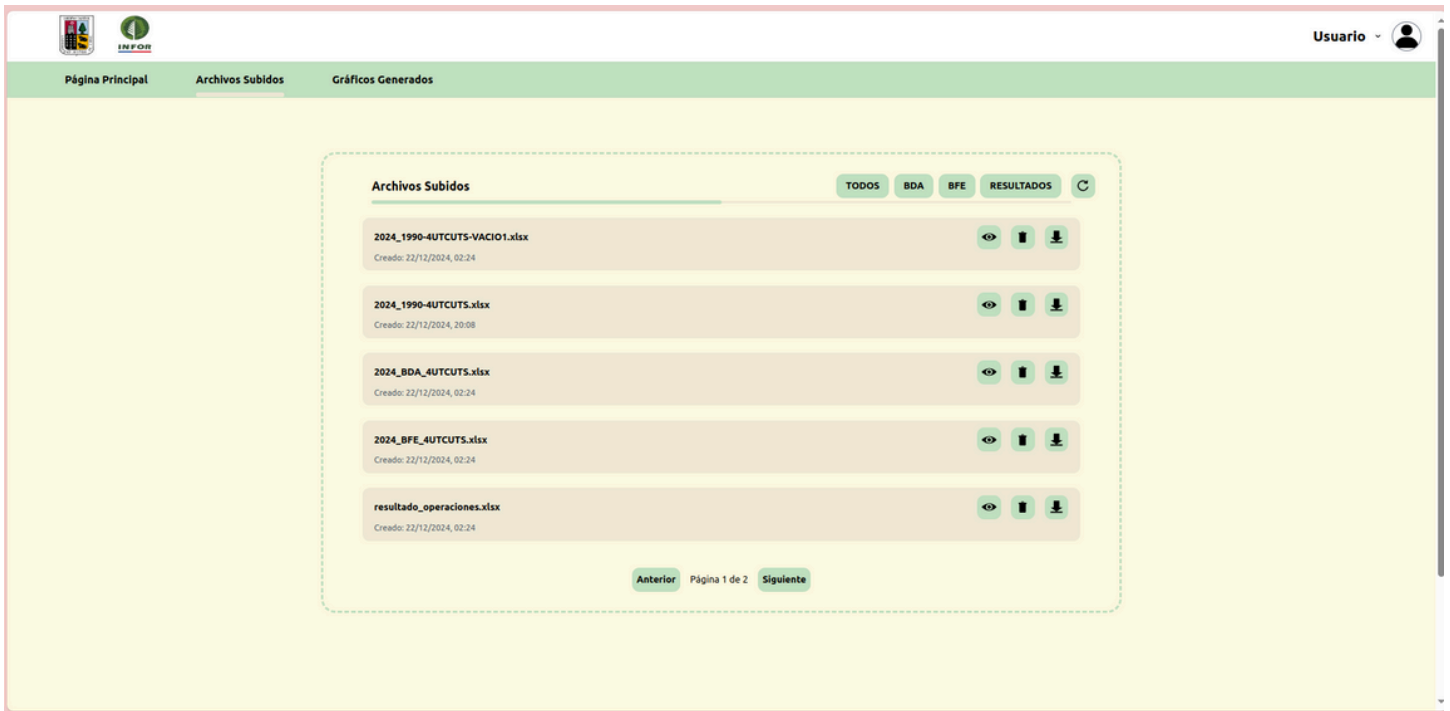 INFOR
Usuario
Página Principal
Archivos Subidos
Gráficos Generados
Archivos Subidos
TODOS
BDA
BFE
RESULTADOS
2024_1990-4UTCUTS-VACIO1.xlsx
Creado: 22/12/2024, 02:24
2024_1990-4UTCUTS.xlsx
Creado: 22/12/2024, 20:08
2024_BDA_4UTCUTS.xlsx
Creado: 22/12/2024, 02:24
2024_BFE_4UTCUTS.xlsx
Creado: 22/12/2024, 02:24
resultado_operaciones.xlsx
Creado: 22/12/2024, 02:24
Anterior
Página 1 de 2
Siguiente